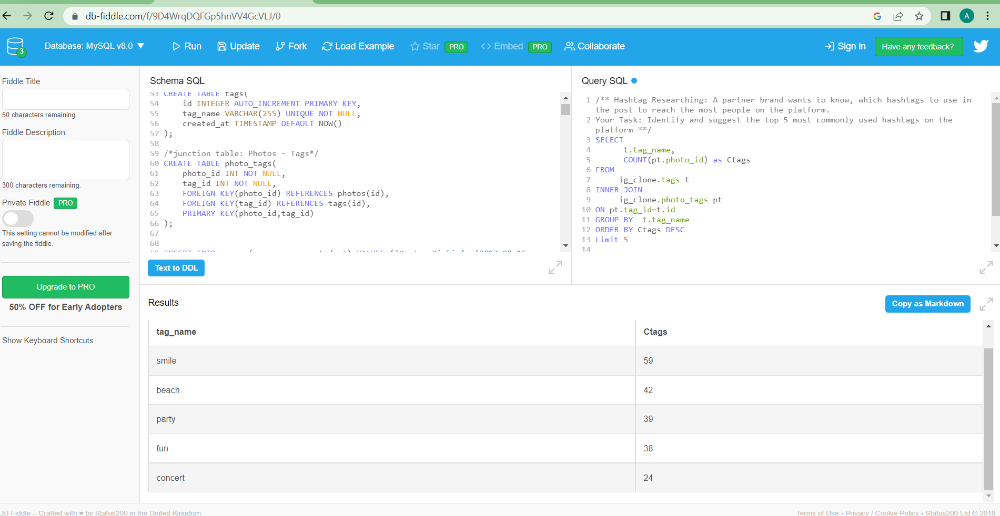 db-fiddle.com/f/9D4WrqDQFGp5hnVV4GcVLJ/0
A
3
Database: MySQL v8.0 ▼
Run
Update
Fork
Load Example
Star PRO
Embed PRO
Collaborate
Sign in
Have any feedback?
Fiddle Title
50 characters remaining.
Fiddle Description
300 characters remaining.
Private Fiddle PRO
This setting cannot be modified after
saving the fiddle.
Upgrade to PRO
50% OFF for Early Adopters
Show Keyboard Shortcuts
Schema SQL
53 CREATE TABLE tags(
54 id INTEGER AUTO_INCREMENT PRIMARY KEY,
55 tag_name VARCHAR(255) UNIQUE NOT NULL,
56 created_at TIMESTAMP DEFAULT NOW()
57 );
58
59 /*junction table: Photos - Tags*/
60 CREATE TABLE photo_tags(
61 photo_id INT NOT NULL,
62 tag_id INT NOT NULL,
63 FOREIGN KEY(photo_id) REFERENCES photos(id),
64 FOREIGN KEY(tag_id) REFERENCES tags(id),
65 PRIMARY KEY(photo_id,tag_id)
66 );
67
68
Text to DDL
Query SQL
1 /** Hashtag Researching: A partner brand wants to know, which hashtags to use in
the post to reach the most people on the platform.
2 Your Task: Identify and suggest the top 5 most commonly used hashtags on the
platform **/
3 SELECT
4 t.tag_name,
5 COUNT(pt.photo_id) as Ctags
6 FROM
7 ig_clone.tags t
8 INNER JOIN
9 ig_clone.photo_tags pt
10 ON pt.tag_id=t.id
11 GROUP BY t.tag_name
12 ORDER BY Ctags DESC
13 Limit 5
14
Results
Copy as Markdown
tag_name Ctags
smile 59
beach 42
party 39
fun 38
concert 24
DB Fiddle – Crafted with ♥ by Status200 in the United Kingdom.
Terms of Use • Privacy / Cookie Policy • Status200 Ltd © 2018